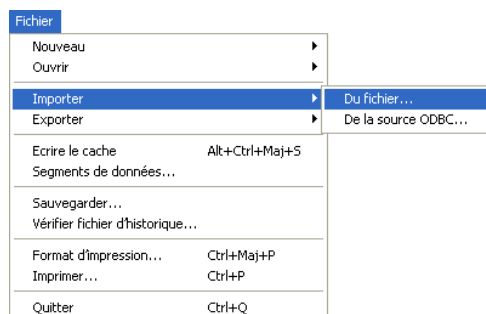 Fichier
Nouveau
Ouvrir
Importer
Du fichier...
Exporter
De la source ODBC...
Ecrire le cache Alt+Ctrl+Maj+S
Segments de données...
Sauvegarder...
Vérifier fichier d'historique...
Format d'impression... Ctrl+Maj+P
Imprimer... Ctrl+P
Quitter Ctrl+Q